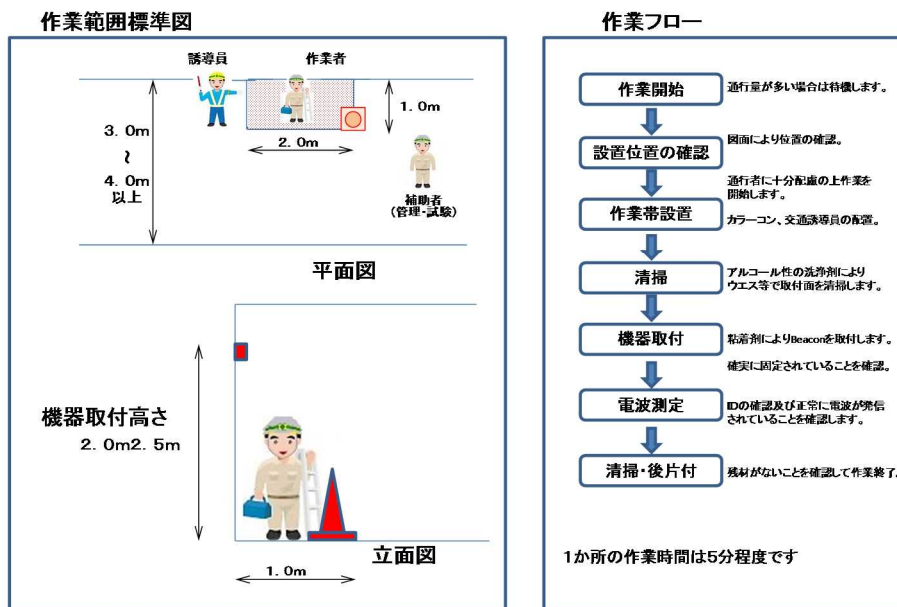 作業範囲標準図
誘導員
作業者
3．0m
～
4．0m
以上
1．0m
2．0m
補助者
（管理・試験）
平面図
機器取付高さ
2．0m2．5m
立面図
1．0m
作業フロー
作業開始
通行量が多い場合は待機します。
設置位置の確認
図面により位置の確認。
通行者に十分配慮の上作業を
開始します。
作業帯設置
カラーコン、交通誘導員の配置。
清掃
アルコール性の洗浄剤により
ウエス等で取付面を清掃します。
機器取付
粘着剤によりBeaconを取付します。
確実に固定されていることを確認。
電波測定
IDの確認及び正常に電波が発信
されていることを確認します。
清掃・後片付
残材がないことを確認して作業終了。
1か所の作業時間は5分程度です